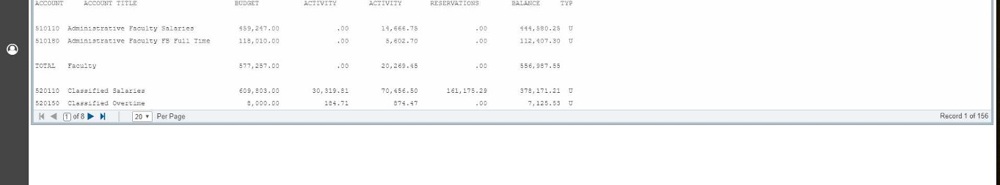 ACCOUNT ACCOUNT TITLE BUDGET ACTIVITY ACTIVITY RESERVATIONS BALANCE TYP
510110 Administrative Faculty Salaries 459,247.00 .00 14,666.75 .00 444,580.25 U
510180 Administrative Faculty FB Full Time 118,010.00 .00 5,602.70 .00 112,407.30 U
TOTAL Faculty 577,257.00 .00 20,269.45 .00 556,987.55
520110 Classified Salaries 609,803.00 30,319.81 70,456.50 161,175.29 378,171.21 U
520150 Classified Overtime 8,000.00 184.71 874.47 .00 7,125.53 U
1 of 8 20 Per Page Record 1 of 156